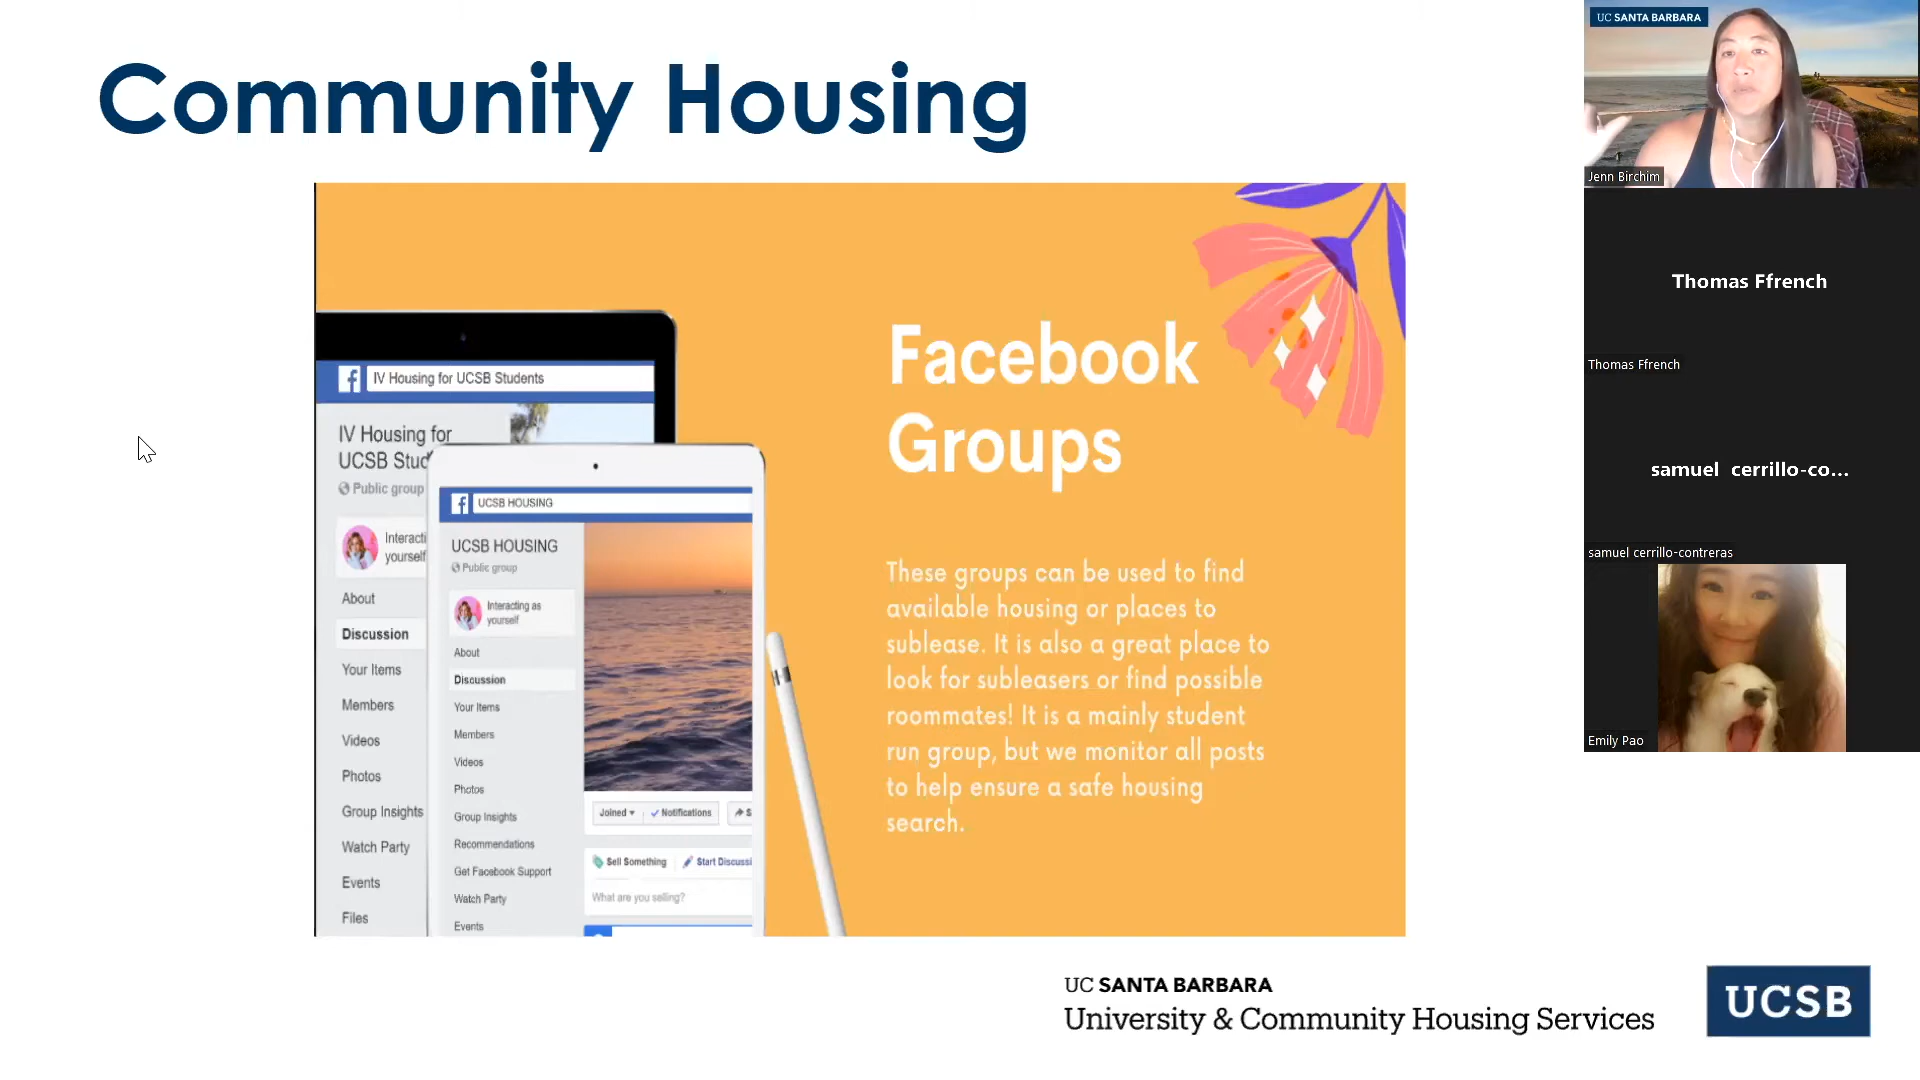 Community Housing
IV Housing for UCSB Students
IV Housing for
UCSB Stud
Public group
Interacti
yourself
About
Discussion
Your Items
Members
Videos
Photos
Group Insights
Watch Party
Events
Files
UCSB HOUSING
UCSB HOUSING
Public group
Interacting as
yourself
About
Discussion
Your Items
Members
Videos
Photos
Group Insights
Recommendations
Get Facebook Support
Watch Party
Events
Joined
Notifications
S
Sell Something
Start Discussi
What are you selling?
Facebook
Groups
These groups can be used to find
available housing or places to
sublease. It is also a great place to
look for subleasers or find possible
roommates! It is a mainly student
run group, but we monitor all posts
to help ensure a safe housing
search.
UC SANTA BARBARA
University & Community Housing Services
UCSB
UC SANTA BARBARA
Jenn Birchim
Thomas Ffrench
Thomas Ffrench
samuel cerrillo-co...
samuel cerrillo-contreras
Emily Pao